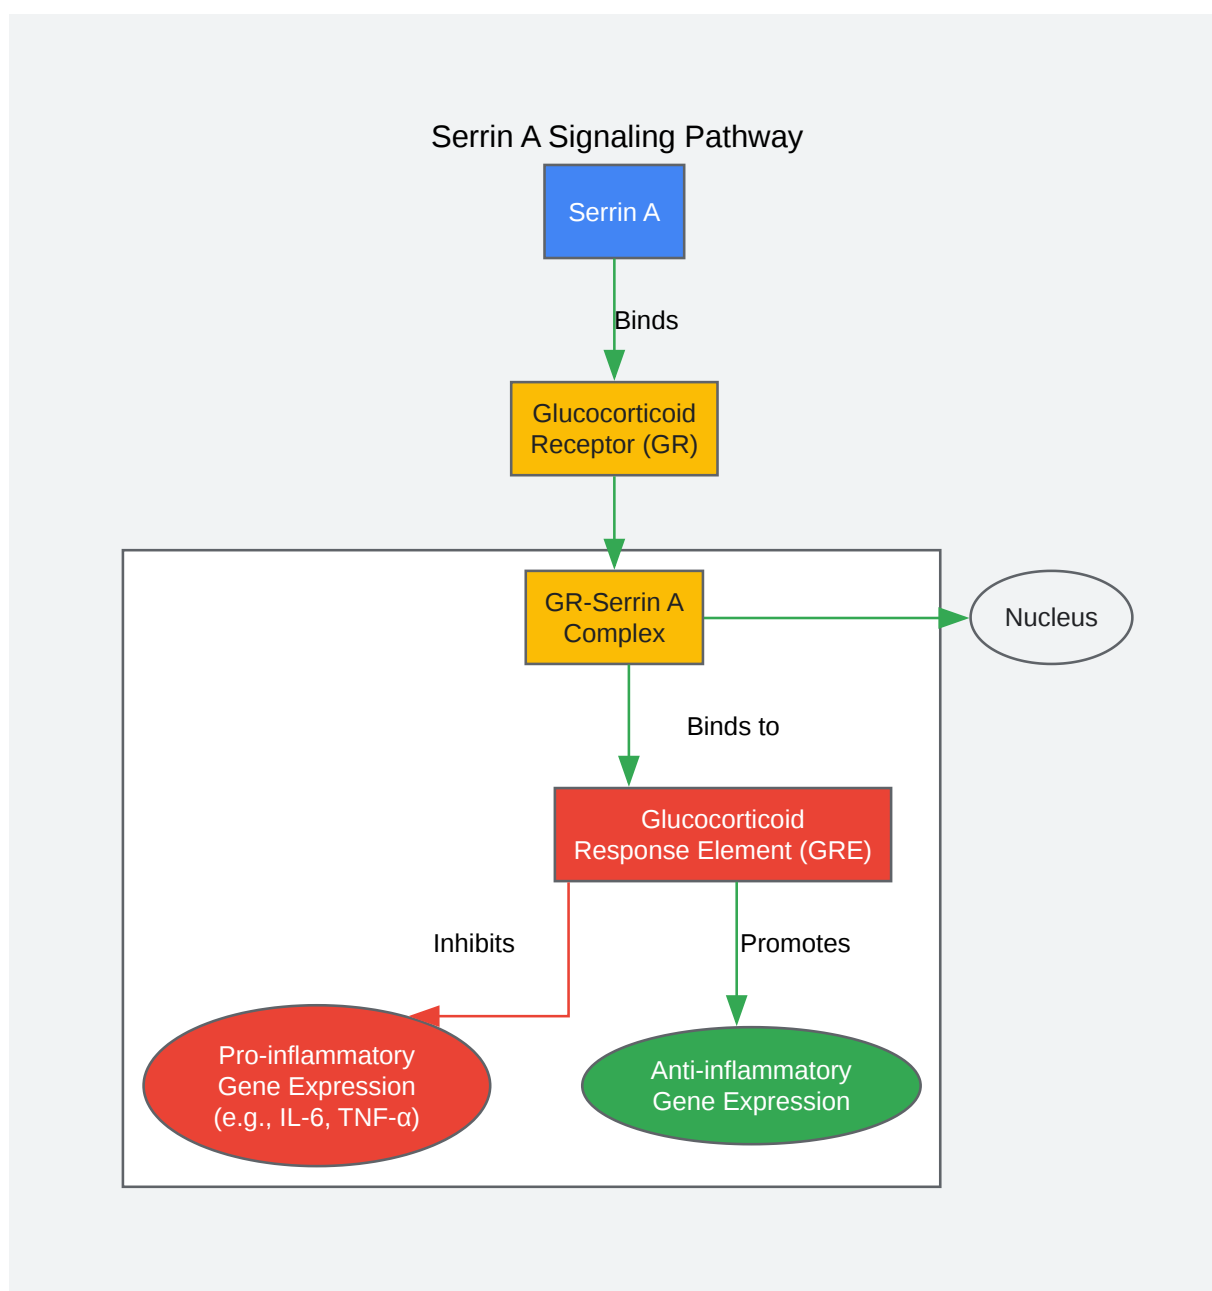 Serrin A Signaling Pathway
Serrin A
Binds
Glucocorticoid
Receptor (GR)
GR-Serrin A
Complex
Nucleus
Binds to
Glucocorticoid
Response Element (GRE)
Inhibits
Promotes
Pro-inflammatory
Gene Expression
(e.g., IL-6, TNF-α)
Anti-inflammatory
Gene Expression